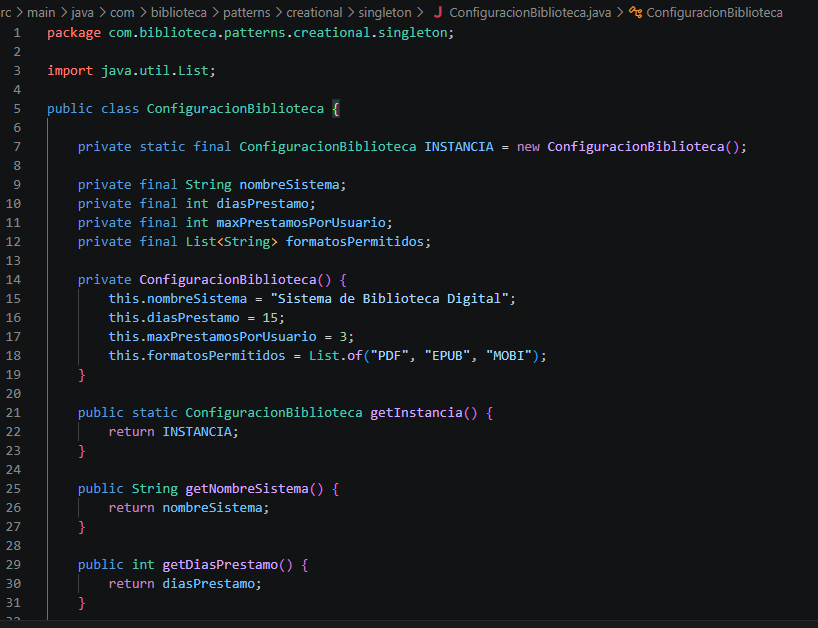 rc > main > java > com > biblioteca > patterns > creational > singleton > J ConfiguracionBiblioteca.java > ConfiguracionBiblioteca
1 package com.biblioteca.patterns.creational.singleton;
2
3 import java.util.List;
4
5 public class ConfiguracionBiblioteca {
6
7 private static final ConfiguracionBiblioteca INSTANCIA = new ConfiguracionBiblioteca();
8
9 private final String nombreSistema;
10 private final int diasPrestamo;
11 private final int maxPrestamosPorUsuario;
12 private final List<String> formatosPermitidos;
13
14 private ConfiguracionBiblioteca() {
15 this.nombreSistema = "Sistema de Biblioteca Digital";
16 this.diasPrestamo = 15;
17 this.maxPrestamosPorUsuario = 3;
18 this.formatosPermitidos = List.of("PDF", "EPUB", "MOBI");
19 }
20
21 public static ConfiguracionBiblioteca getInstancia() {
22 return INSTANCIA;
23 }
24
25 public String getNombreSistema() {
26 return nombreSistema;
27 }
28
29 public int getDiasPrestamo() {
30 return diasPrestamo;
31 }